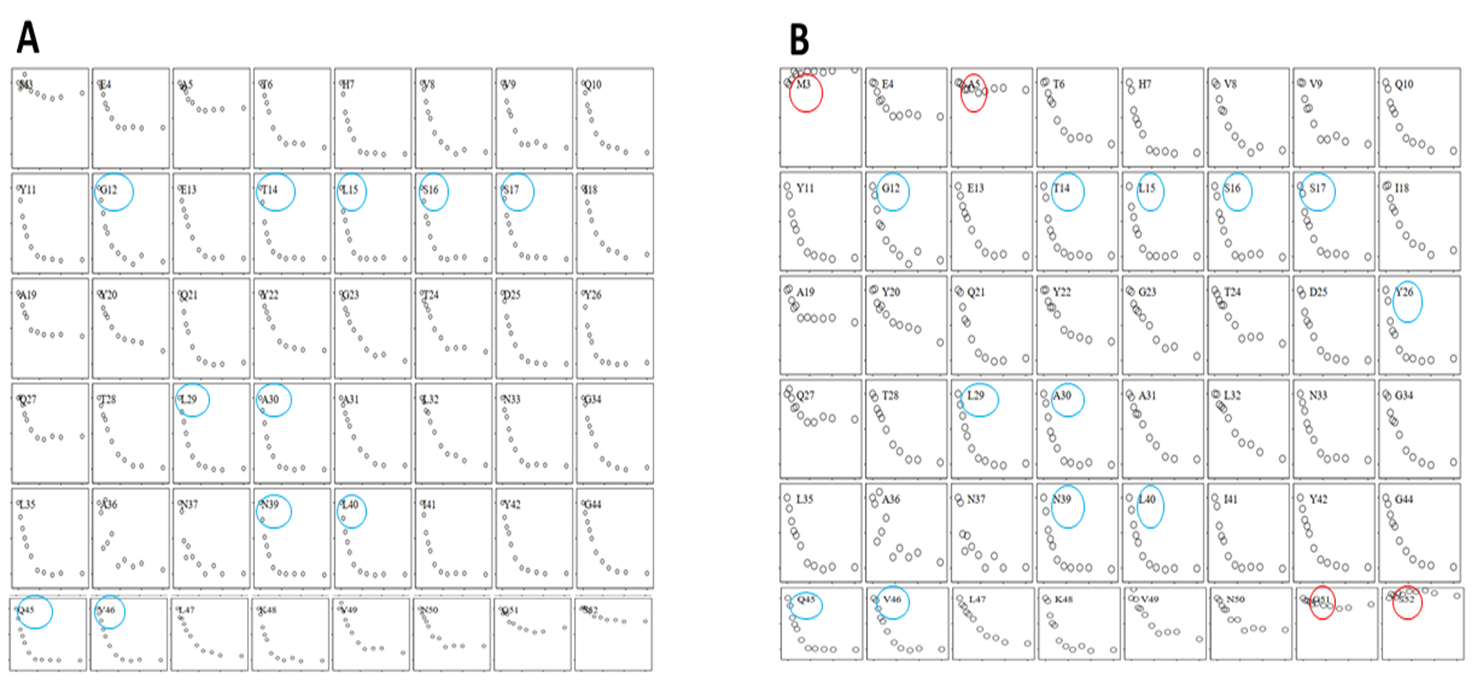 A
M3 E4 A5 T6 H7 V8 V9 Q10
Y11 G12 E13 T14 L15 S16 S17 I18
A19 Y20 Q21 Y22 G23 T24 D25 Y26
Q27 T28 L29 A30 A31 L32 N33 G34
L35 A36 N37 N39 L40 I41 Y42 G44
Q45 V46 L47 K48 V49 N50 G51 S52
B
M3 E4 A5 T6 H7 V8 V9 Q10
Y11 G12 E13 T14 L15 S16 S17 I18
A19 Y20 Q21 Y22 G23 T24 D25 Y26
Q27 T28 L29 A30 A31 L32 N33 G34
L35 A36 N37 N39 L40 I41 Y42 G44
Q45 V46 L47 K48 V49 N50 G51 S52